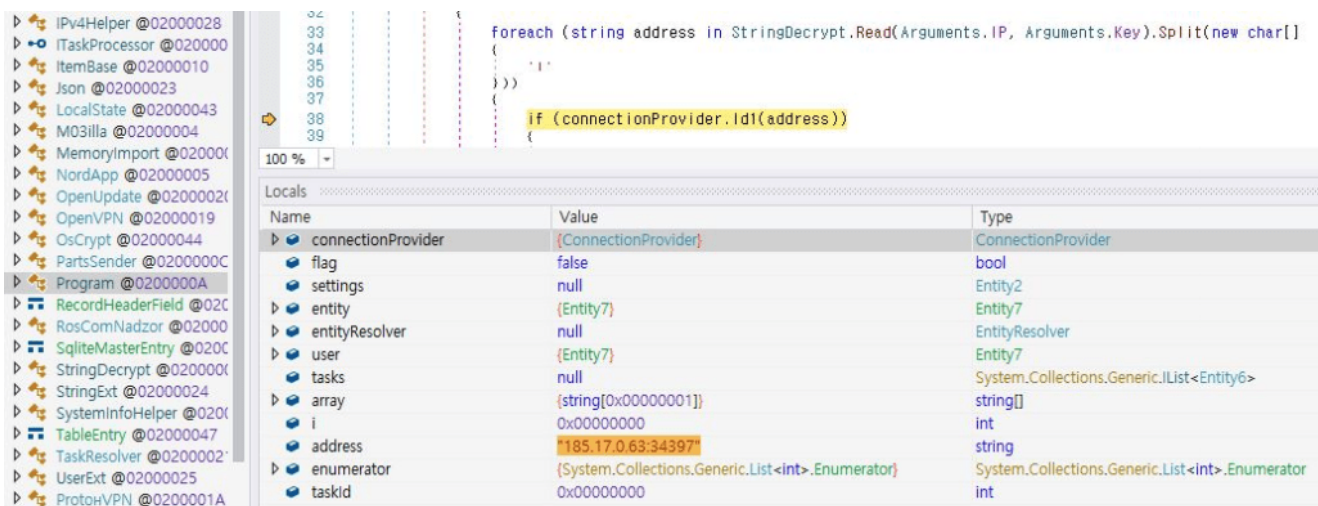 IPv4Helper @02000028
ITaskProcessor @020000
ItemBase @02000010
Json @02000023
LocalState @02000043
M03illa @02000004
MemoryImport @020000
NordApp @02000005
OpenUpdate @0200002
OpenVPN @02000019
OsCrypt @02000044
PartsSender @0200000C
Program @0200000A
RecordHeaderField @020
RosComNadzor @02000
SqliteMasterEntry @0200
StringDecrypt @020000
StringExt @02000024
SystemInfoHelper @020
TableEntry @02000047
TaskResolver @0200002
UserExt @02000025
ProtонVPN @0200001A
32 {
33 foreach (string address in StringDecrypt.Read(Arguments.IP, Arguments.Key).Split(new char[]
34 {
35 '|'
36 }))
37 {
38 if (connectionProvider.Id1(address))
39 {
100 %
Locals
Name Value Type
connectionProvider {ConnectionProvider} ConnectionProvider
flag false bool
settings null Entity2
entity {Entity7} Entity7
entityResolver null EntityResolver
user {Entity7} Entity7
tasks null System.Collections.Generic.IList<Entity6>
array {string[0x00000001]} string[]
i 0x00000000 int
address "185.17.0.63:34397" string
enumerator {System.Collections.Generic.List<int>.Enumerator} System.Collections.Generic.List<int>.Enumerator
taskId 0x00000000 int